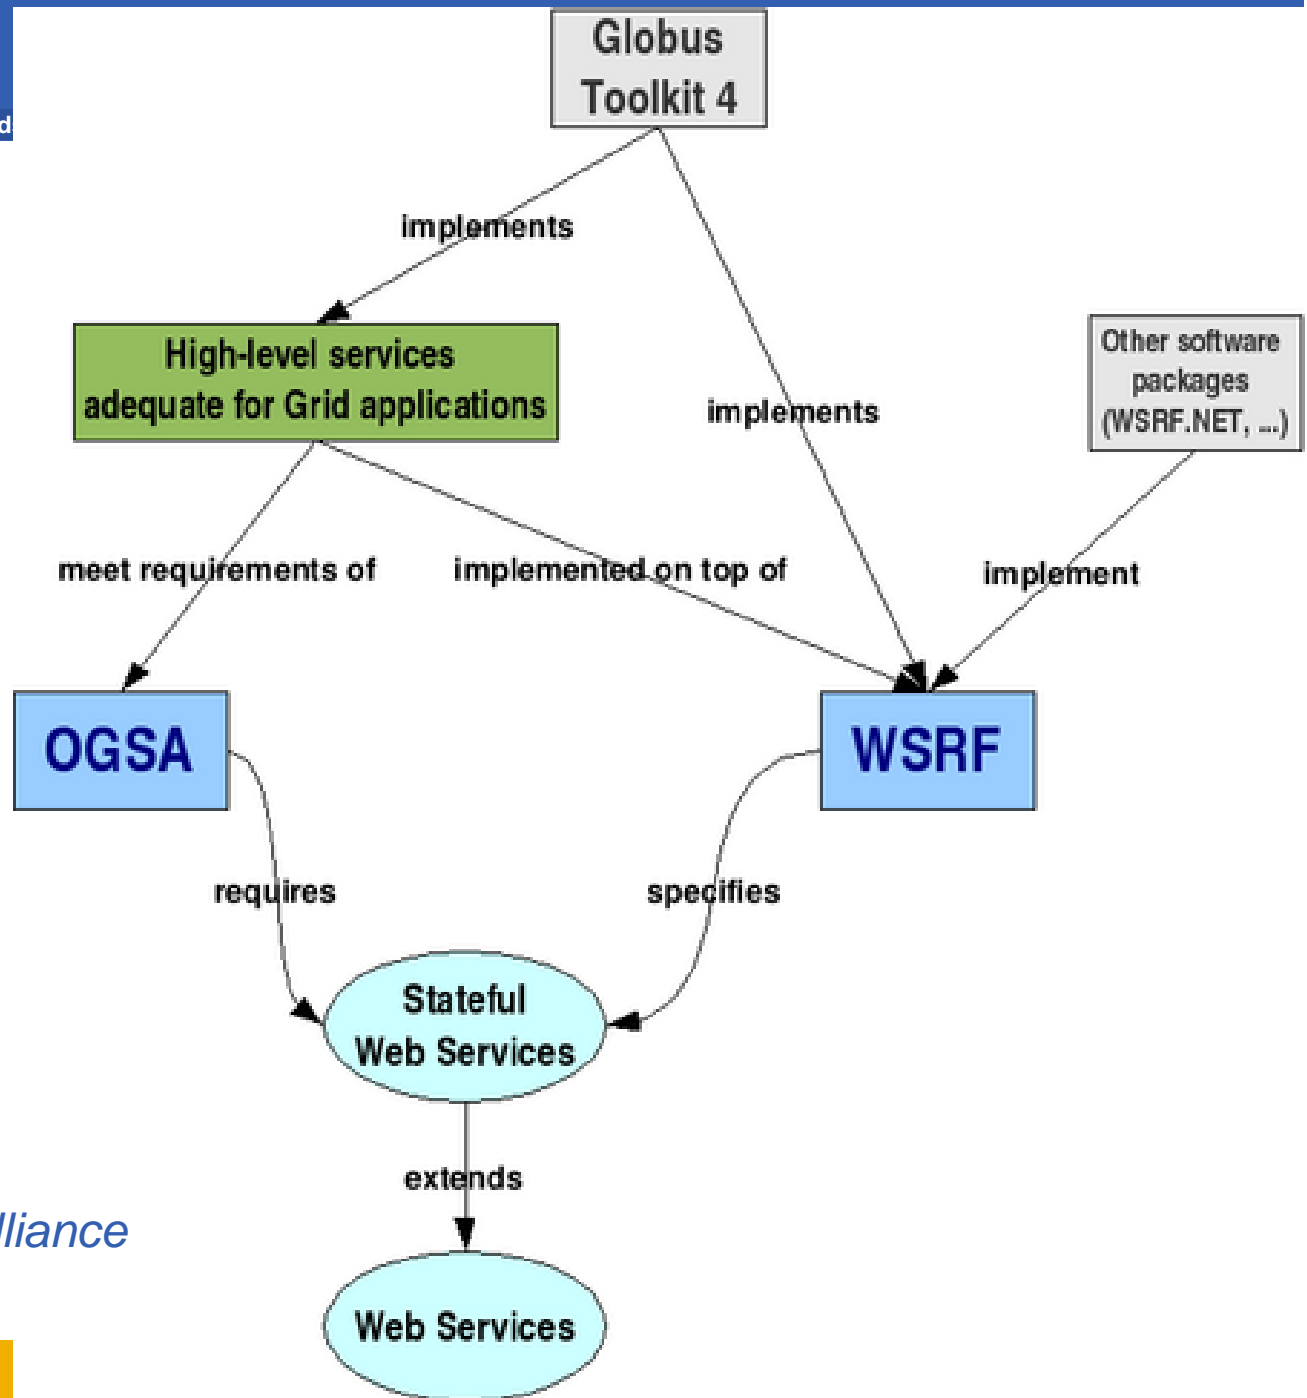 Globus
Toolkit 4
implements
High-level services
adequate for Grid applications
implements
Other software
packages
(WSRF.NET, ...)
meet requirements of
implemented on top of
implement
OGSA
WSRF
requires
specifies
Stateful
Web Services
extends
lliance
Web Services